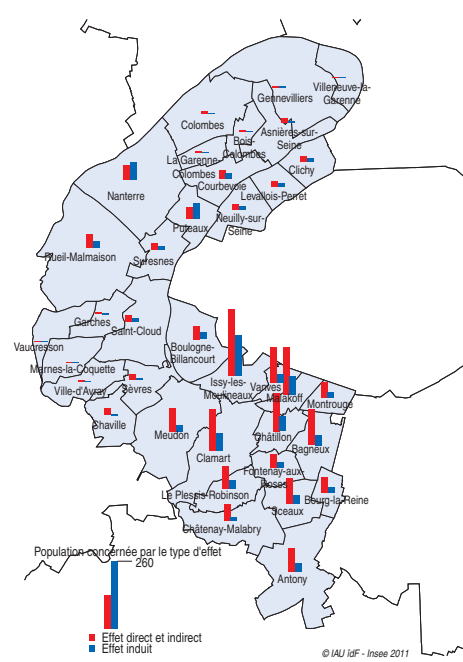 Villeneuve-la-
Garenne
Gennevilliers
Colombes
Asnières-sur-
Seine
Bois-
Colombes
La Garenne-
Colombes
Clichy
Courbevoie
Nanterre
Levallois-Perret
Puteaux
Neuilly-sur-
Seine
Rueil-Malmaison
Suresnes
Garches
Saint-Cloud
Vaucresson
Boulogne-
Billancourt
Marnes-la-Coquette
Ville-d'Avray
Sèvres
Issy-les-
Moulineaux
Vanves
Malakoff
Montrouge
Chaville
Meudon
Châtillon
Bagneux
Clamart
Fontenay-aux-
Roses
Le Plessis-Robinson
Bourg-la-Reine
Sceaux
Châtenay-Malabry
Antony
Population concernée par le type d'effet
260
Effet direct et indirect
Effet induit
© IAU îdF - Insee 2011